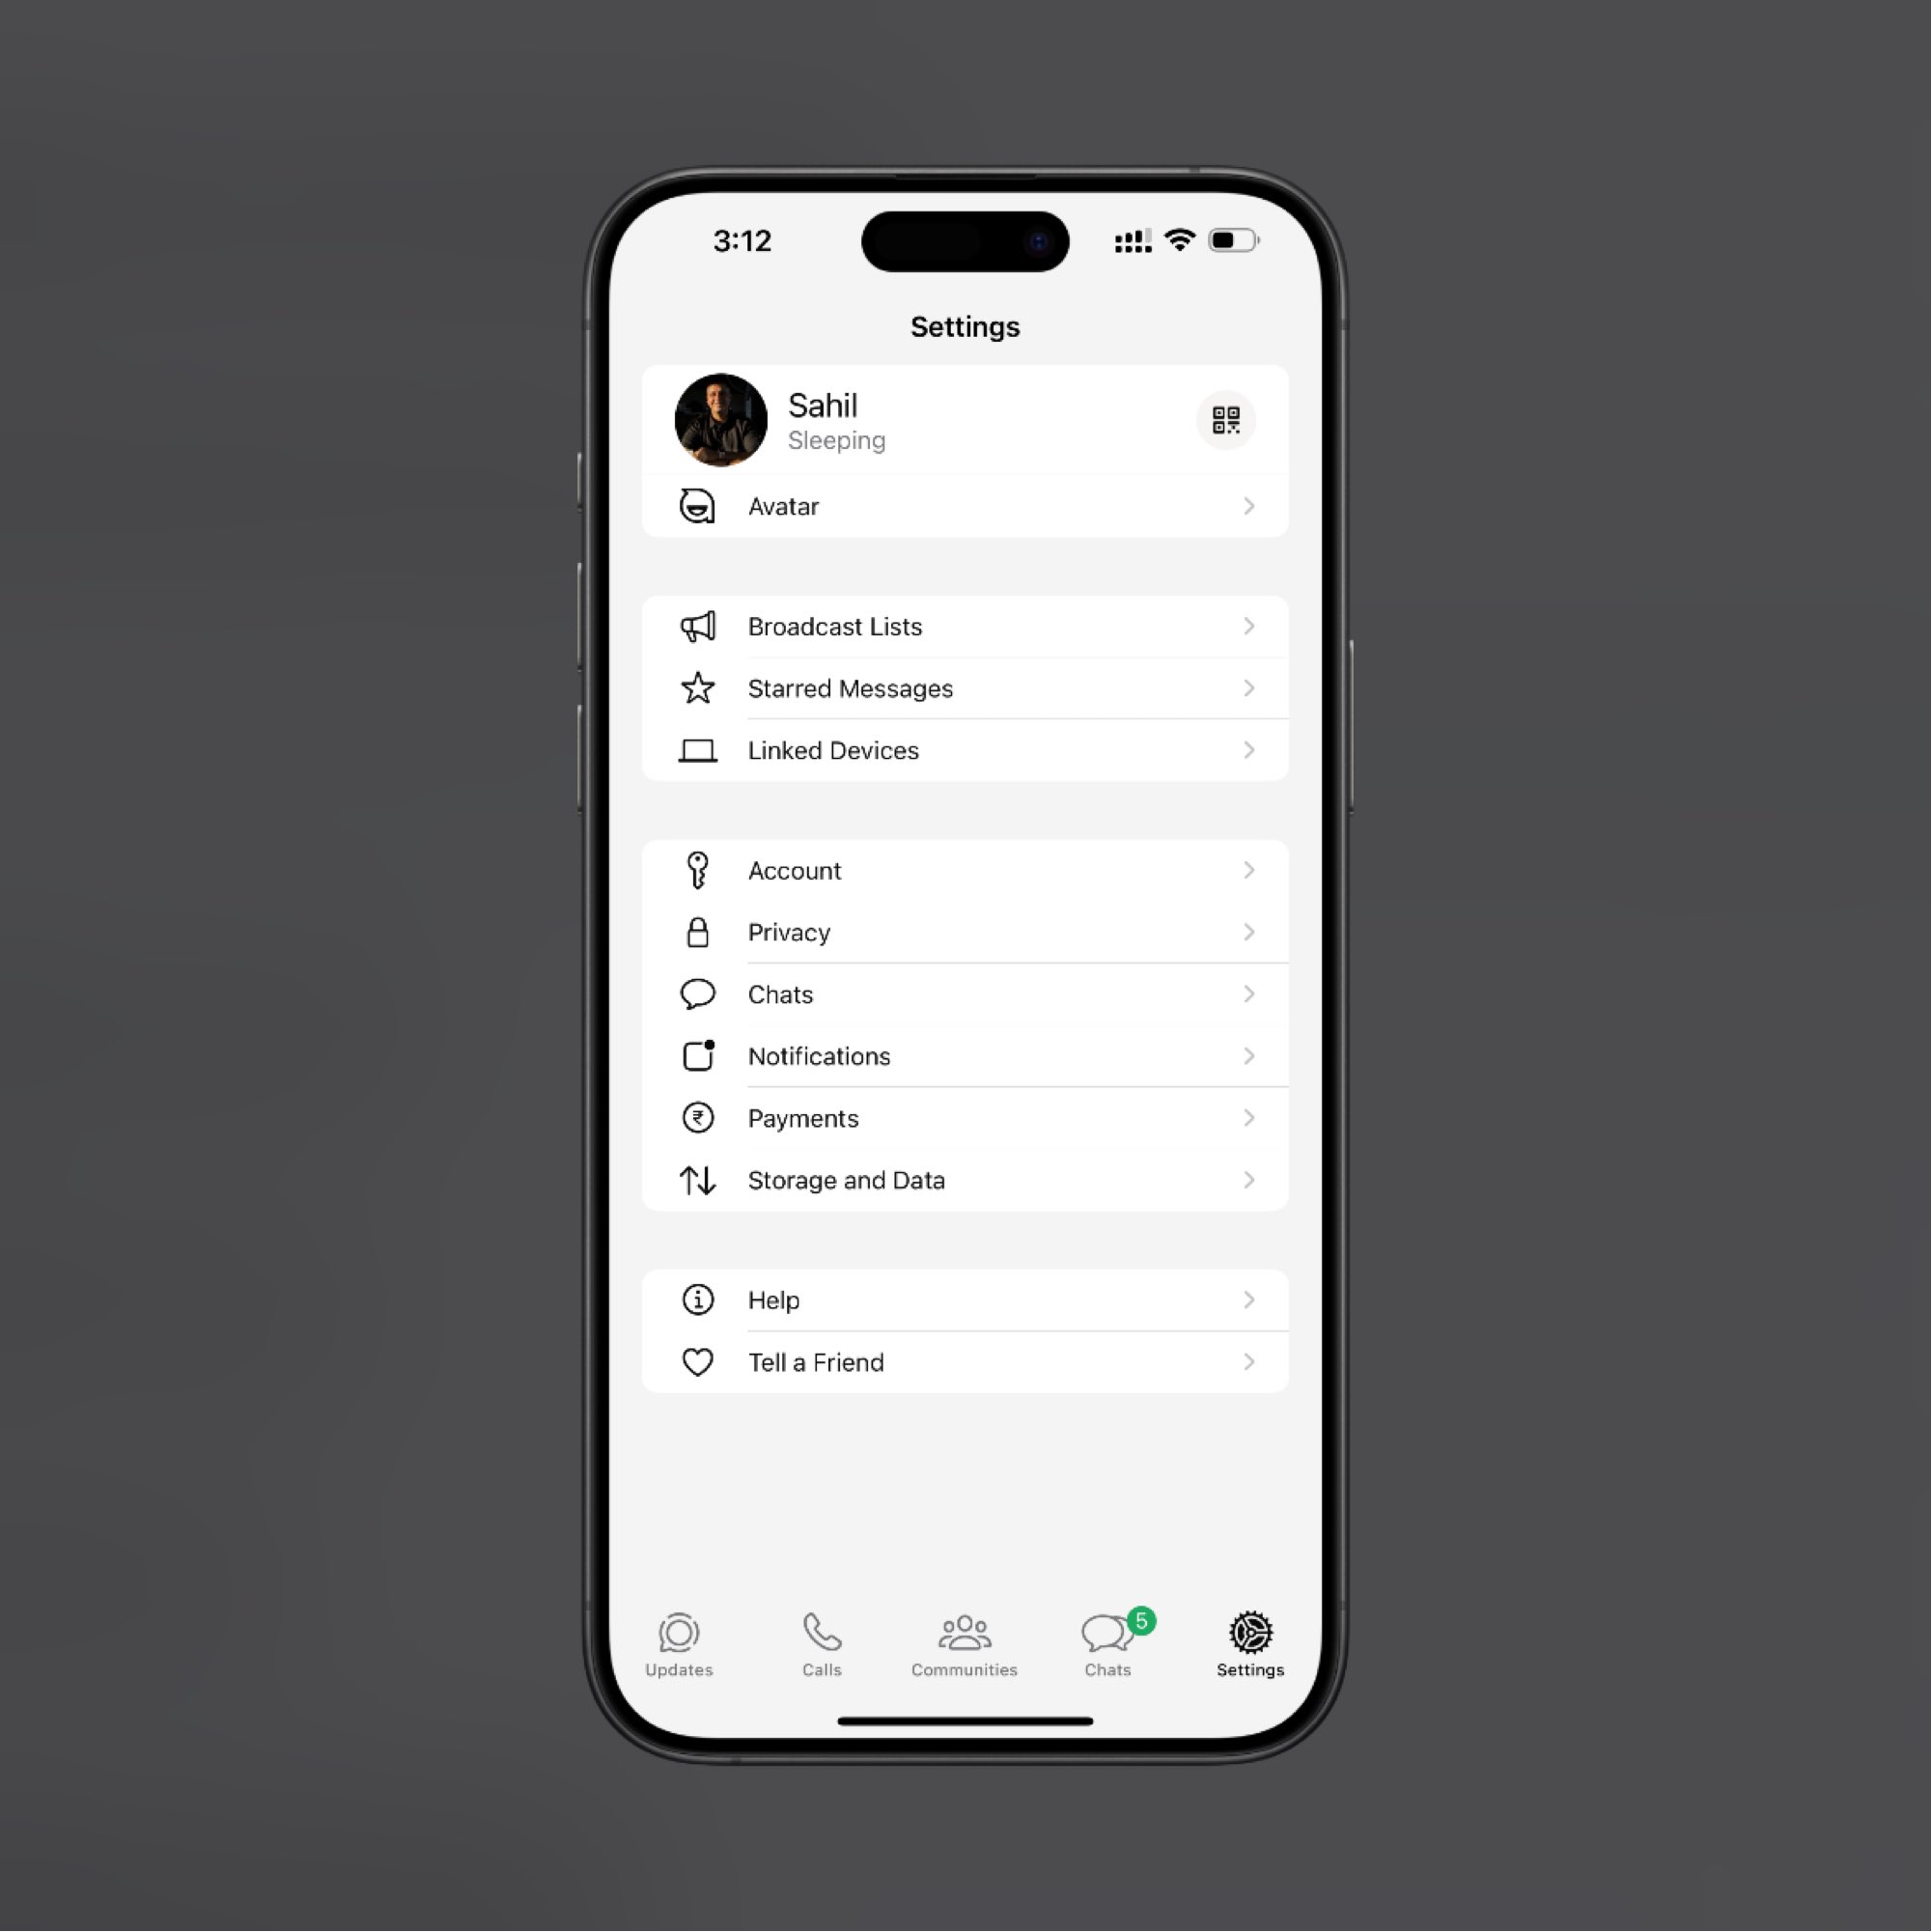 3:12
Settings
Sahil
Sleeping
Avatar
Broadcast Lists
Starred Messages
Linked Devices
Account
Privacy
Chats
Notifications
₹
Payments
Storage and Data
Help
Tell a Friend
5
Updates
Calls
Communities
Chats
Settings